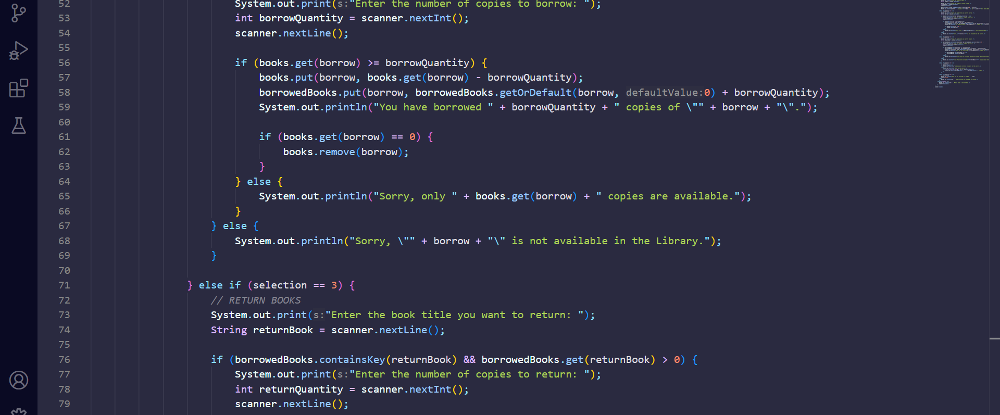 52 System.out.print(s:"Enter the number of copies to borrow: ");
53 int borrowQuantity = scanner.nextInt();
54 scanner.nextLine();
55
56 if (books.get(borrow) >= borrowQuantity) {
57 books.put(borrow, books.get(borrow) - borrowQuantity);
58 borrowedBooks.put(borrow, borrowedBooks.getOrDefault(borrow, defaultValue:0) + borrowQuantity);
59 System.out.println("You have borrowed " + borrowQuantity + " copies of \"" + borrow + "\".");
60
61 if (books.get(borrow) == 0) {
62 books.remove(borrow);
63 }
64 } else {
65 System.out.println("Sorry, only " + books.get(borrow) + " copies are available.");
66 }
67 } else {
68 System.out.println("Sorry, \"" + borrow + "\" is not available in the Library.");
69 }
70
71 } else if (selection == 3) {
72 // RETURN BOOKS
73 System.out.print(s:"Enter the book title you want to return: ");
74 String returnBook = scanner.nextLine();
75
76 if (borrowedBooks.containsKey(returnBook) && borrowedBooks.get(returnBook) > 0) {
77 System.out.print(s:"Enter the number of copies to return: ");
78 int returnQuantity = scanner.nextInt();
79 scanner.nextLine();